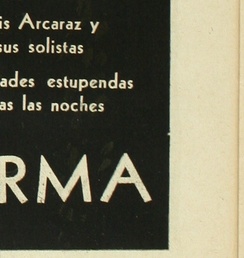 is Arcaraz y
sus solistas
ades estupendas
as las noches
RMA